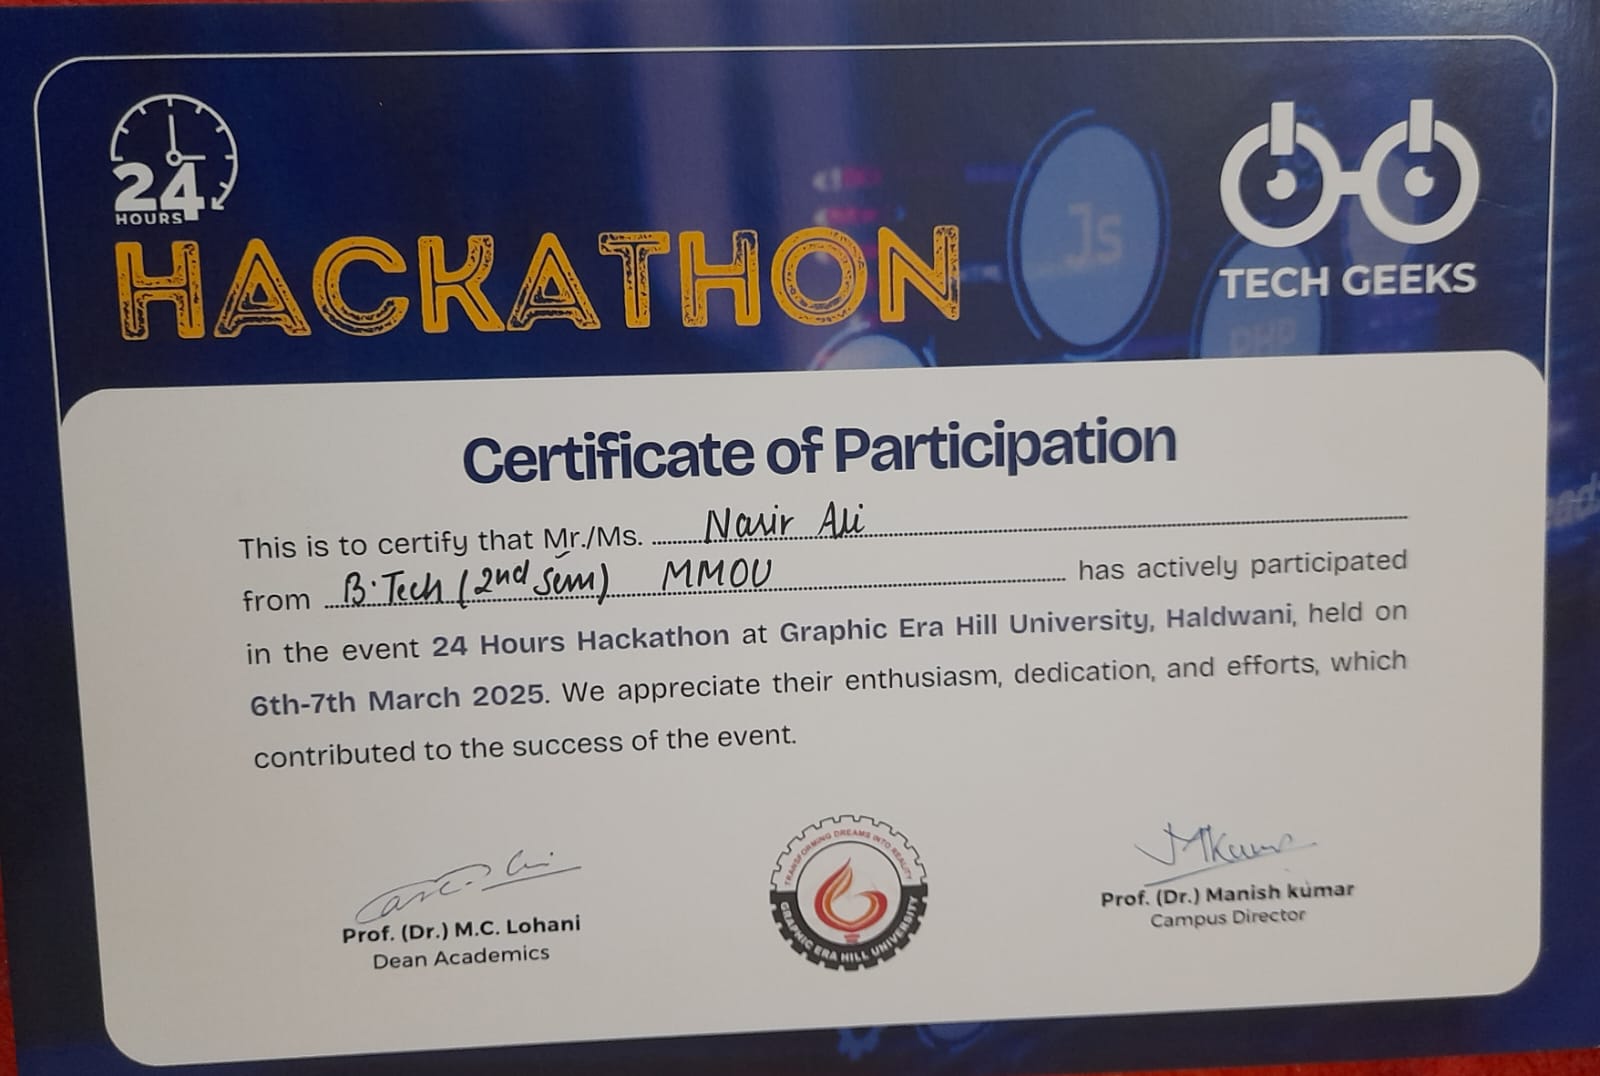 24
HOURS
HACKATHON
Js
PHP
TECH GEEKS
Certificate of Participation
This is to certify that Mr./Ms. Nasir Ali
from B.Tech (2nd Sem) MMOU has actively participated
in the event 24 Hours Hackathon at Graphic Era Hill University, Haldwani, held on
6th-7th March 2025. We appreciate their enthusiasm, dedication, and efforts, which
contributed to the success of the event.
Prof. (Dr.) M.C. Lohani
Dean Academics
TRANSFORMING DREAMS INTO REALITY
GRAPHIC ERA HILL UNIVERSITY
MKumar
Prof. (Dr.) Manish kumar
Campus Director